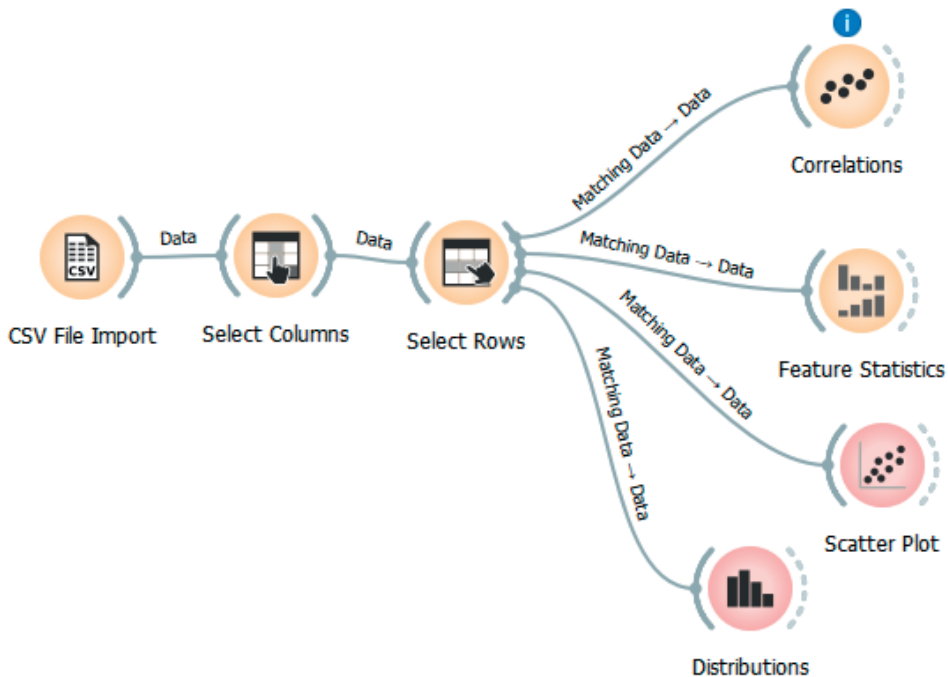 i
Correlations
Matching Data → Data
Matching Data → Data
Matching Data → Data
Matching Data → Data
Data
Data
CSV
CSV File Import
Select Columns
Select Rows
Feature Statistics
Scatter Plot
Distributions